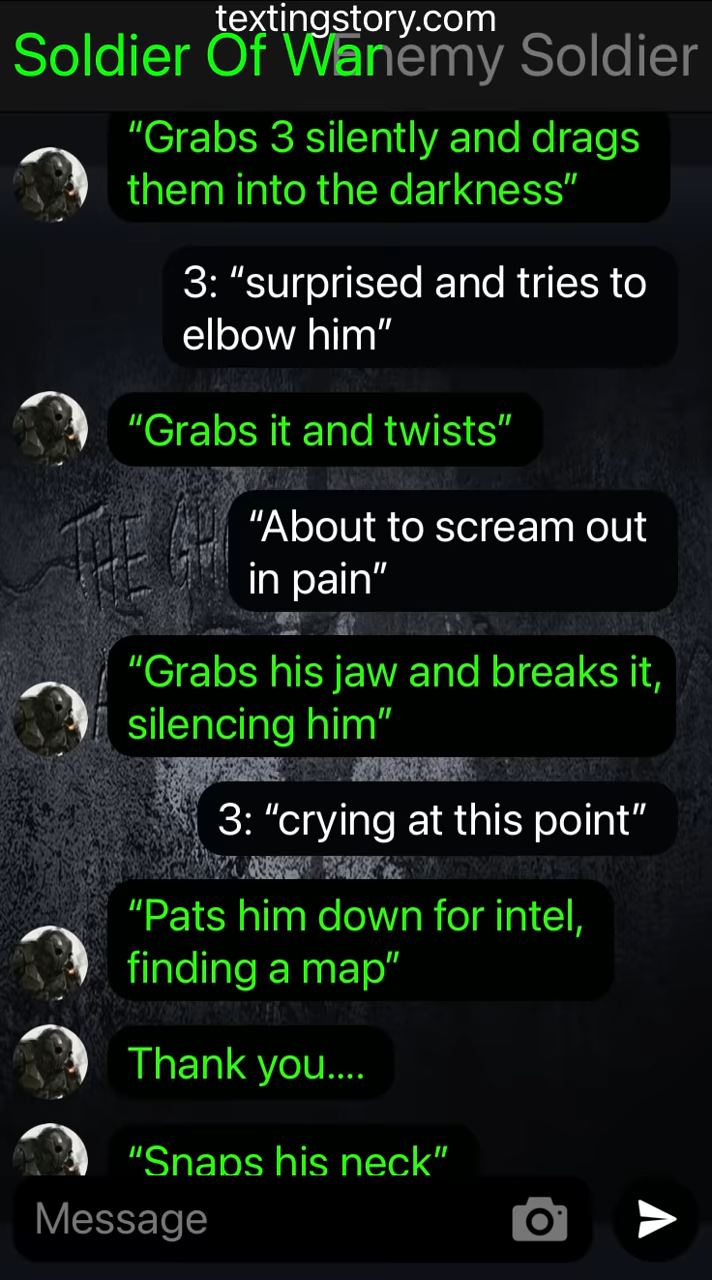 textingstory.com
Soldier Of War
Enemy Soldier
“Grabs 3 silently and drags
them into the darkness”
3: “surprised and tries to
elbow him”
“Grabs it and twists”
THE GH
“About to scream out
in pain”
“Grabs his jaw and breaks it,
silencing him”
3: “crying at this point”
“Pats him down for intel,
finding a map”
Thank you....
“Snaps his neck”
Message